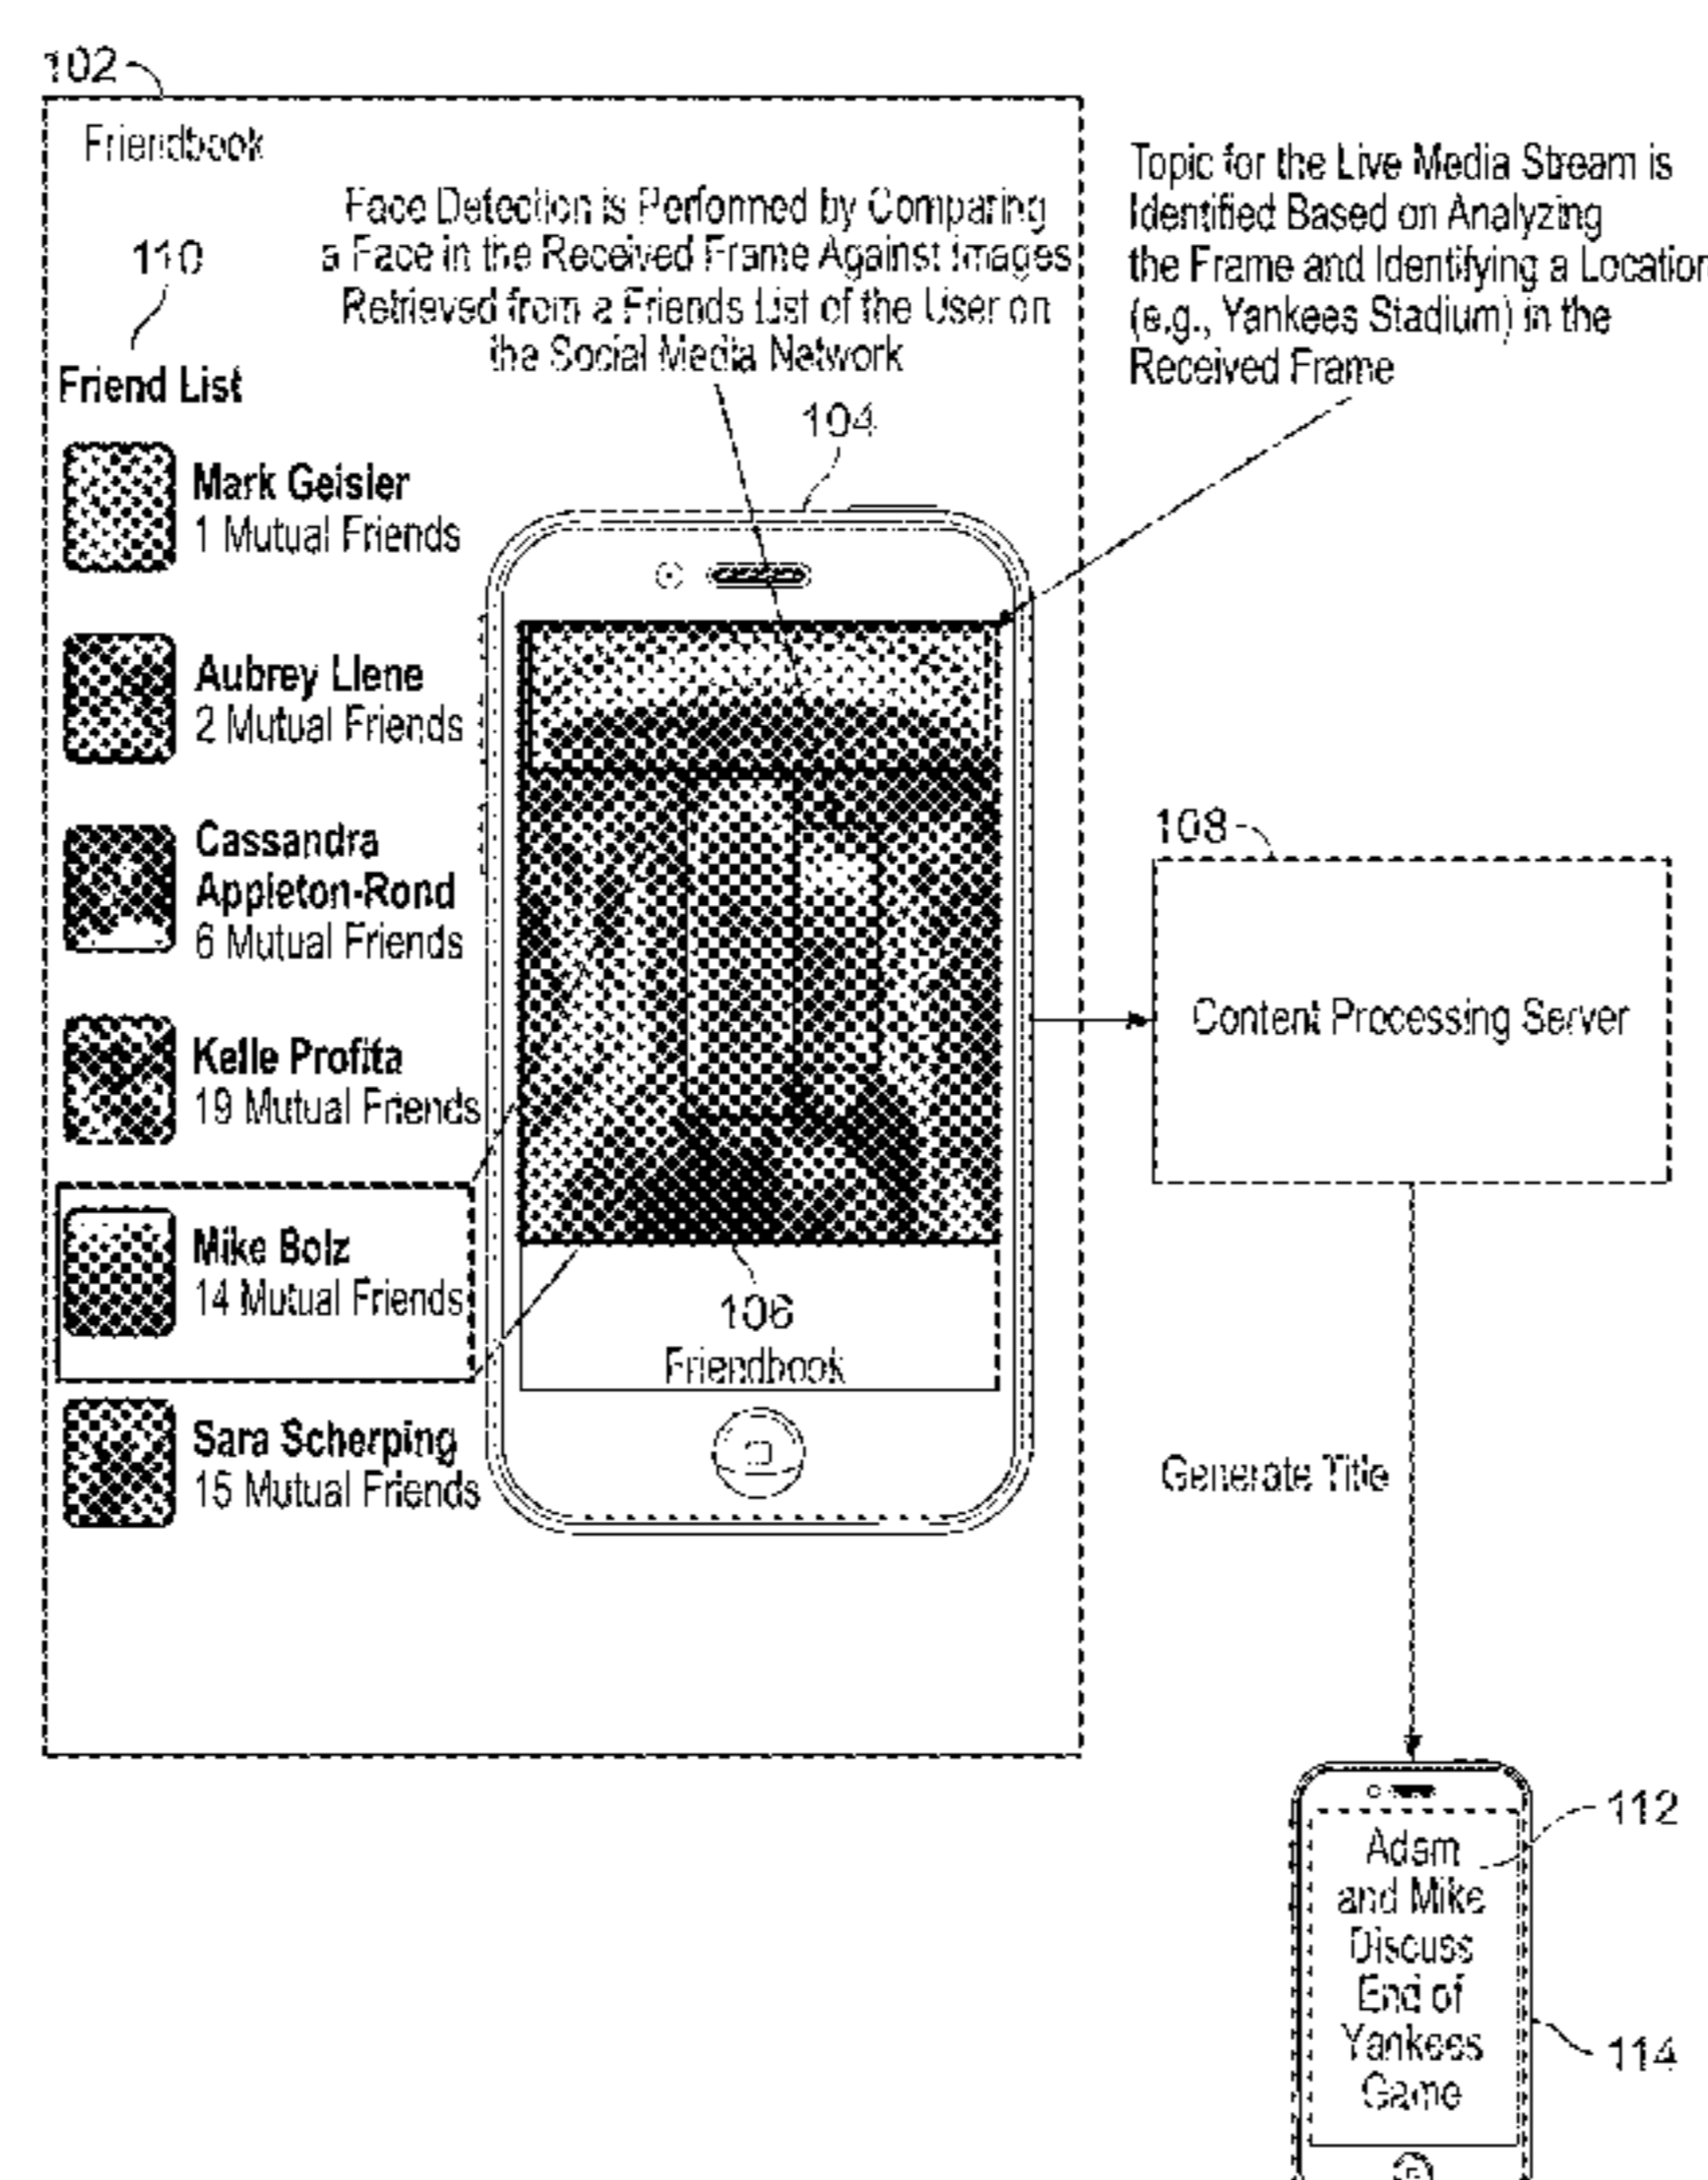 102
Friendbook
Face Detection is Performed by Comparing
a Face in the Received Frame Against Images
Retrieved from a Friends List of the User on
the Social Media Network
Topic for the Live Media Stream is
Identified Based on Analyzing
the Frame and Identifying a Location
(e.g., Yankees Stadium) in the
Received Frame
110
Friend List
104
Mark Geisler
1 Mutual Friends
Aubrey Llene
2 Mutual Friends
Cassandra
Appleton-Rond
6 Mutual Friends
Kelle Profita
19 Mutual Friends
Mike Bolz
14 Mutual Friends
Sara Scherping
15 Mutual Friends
106
Friendbook
108
Content Processing Server
Generate Title
112
Adam
and Mike
Discuss
End of
Yankees
Game
114